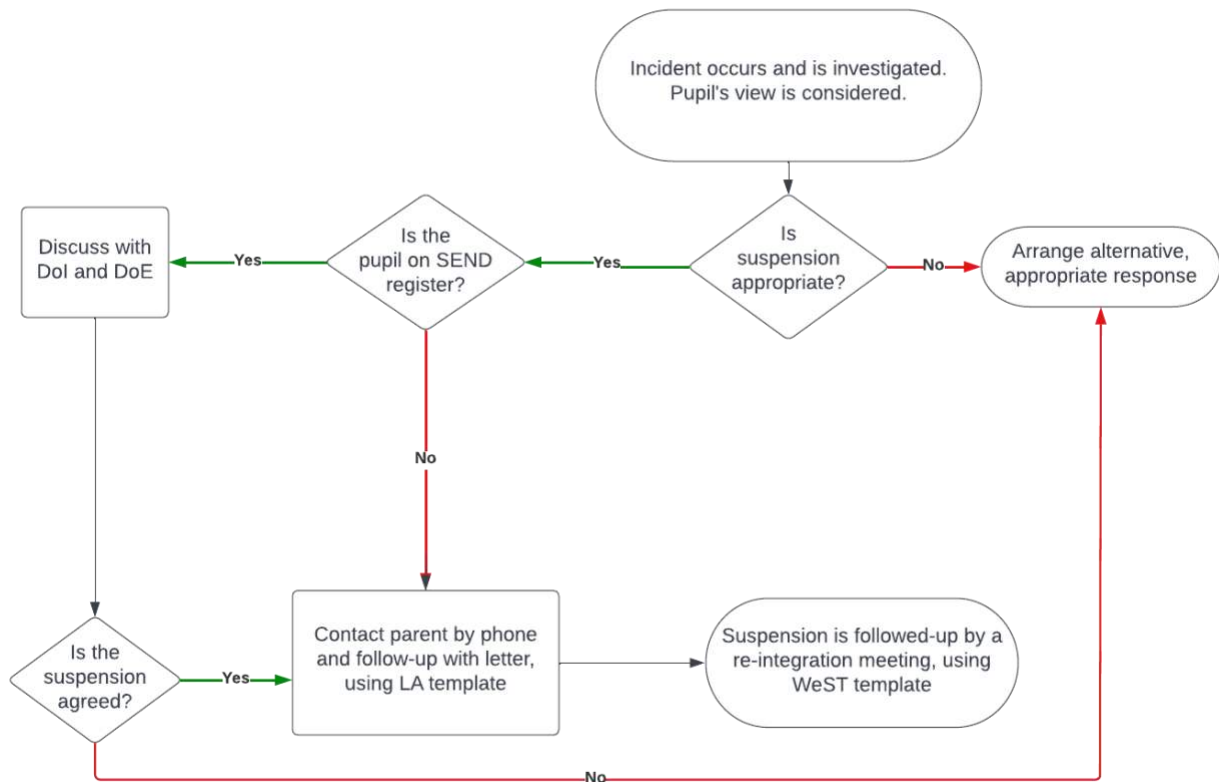 Incident occurs and is investigated.
Pupil's view is considered.
Is
suspension
appropriate?
Yes
No
Arrange alternative,
appropriate response
Is the
pupil on SEND
register?
Yes
No
Discuss with
DoI and DoE
Is the
suspension
agreed?
Yes
No
Contact parent by phone
and follow-up with letter,
using LA template
Suspension is followed-up by a
re-integration meeting, using
WeST template